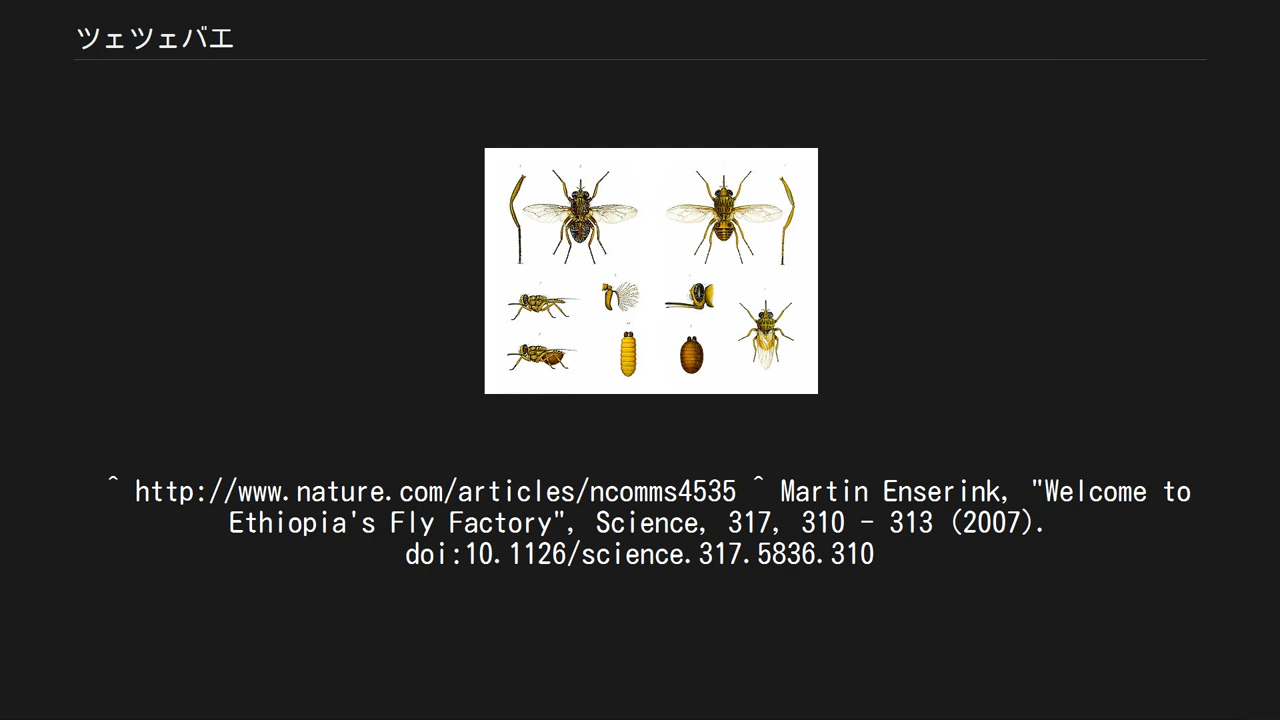 ツェツェバエ
^ http://www.nature.com/articles/ncomms4535 ^ Martin Enserink, "Welcome to
Ethiopia's Fly Factory", Science, 317, 310 - 313 (2007).
doi:10.1126/science.317.5836.310